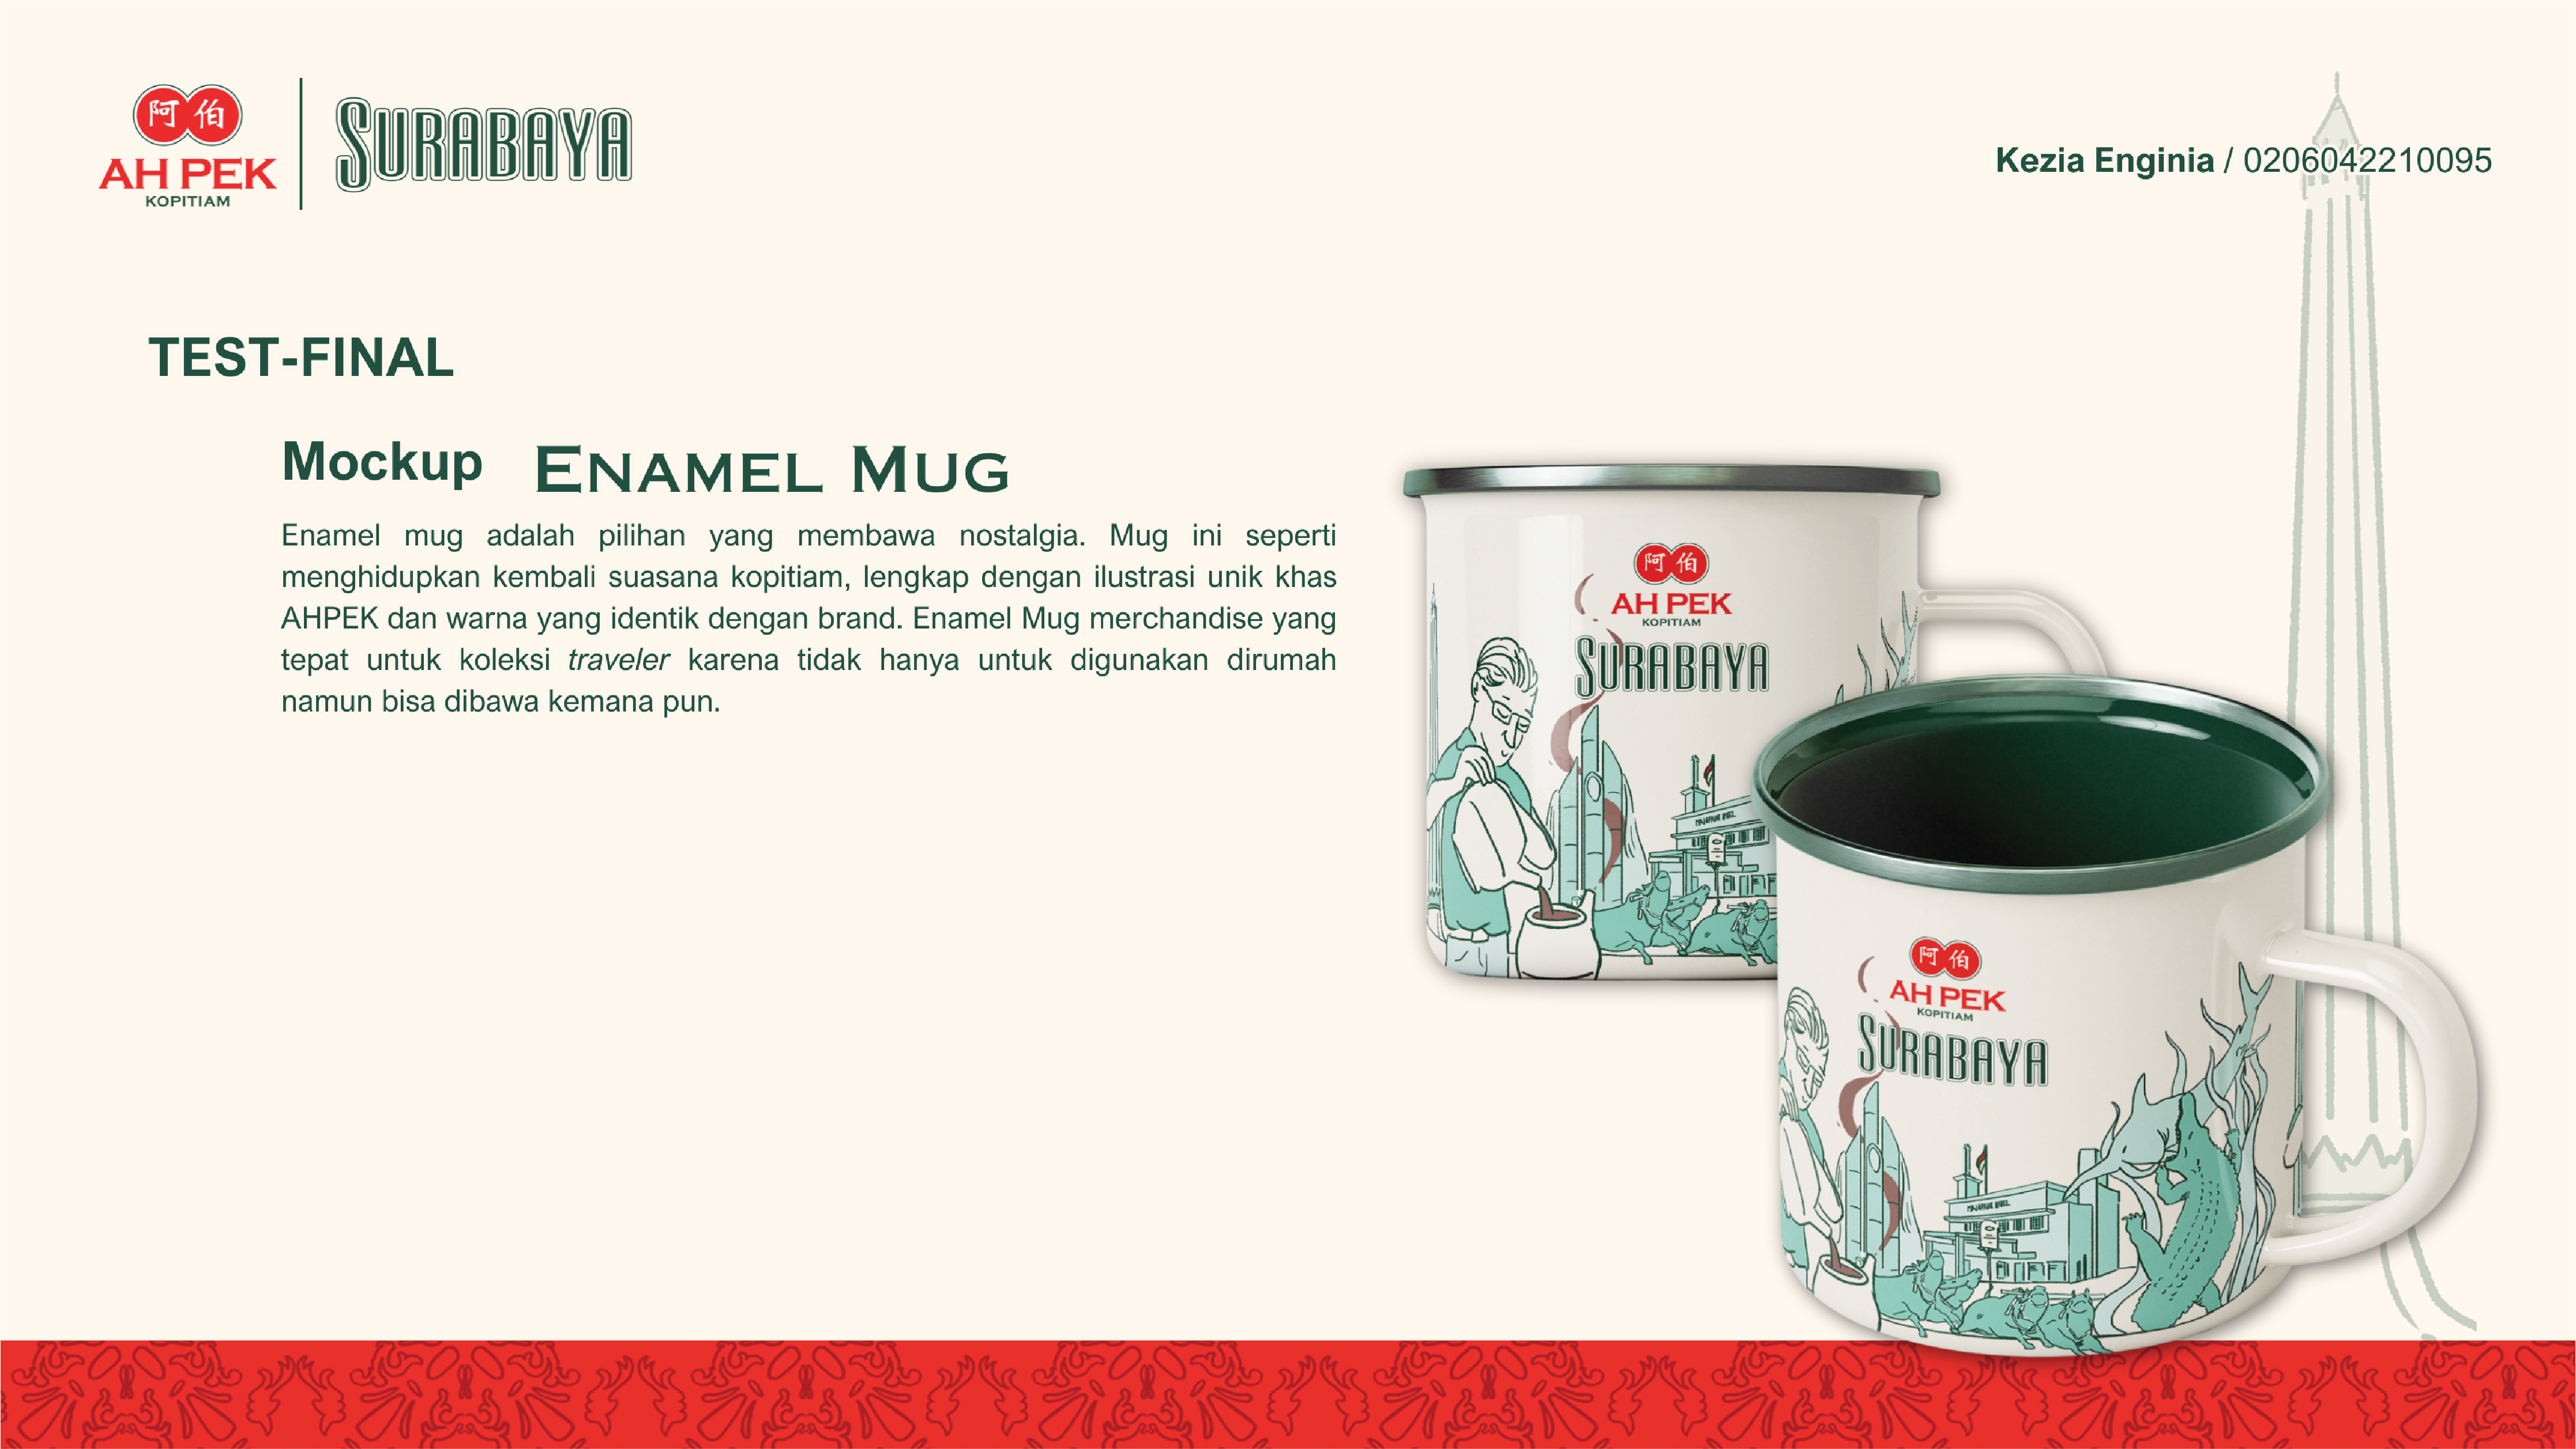 阿伯
AH PEK
KOPITIAM
SURABAYA
Kezia Enginia / 0206042210095
TEST-FINAL
Mockup ENAMEL MUG
Enamel mug adalah pilihan yang membawa nostalgia. Mug ini seperti
menghidupkan kembali suasana kopitiam, lengkap dengan ilustrasi unik khas
AHPEK dan warna yang identik dengan brand. Enamel Mug merchandise yang
tepat untuk koleksi traveler karena tidak hanya untuk digunakan dirumah
namun bisa dibawa kemana pun.
阿伯
AH PEK
KOPITIAM
SURABAYA
阿伯
AH PEK
KOPITIAM
SURABAYA